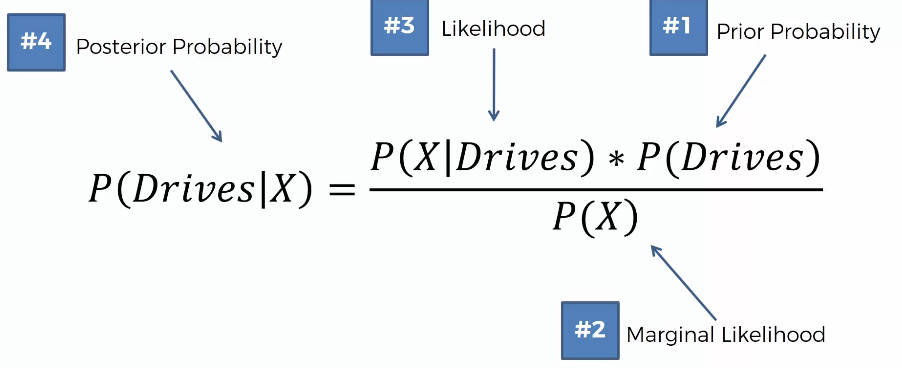 #4 Posterior Probability
#3 Likelihood
#1 Prior Probability
P(Drives|X) = P(X|Drives) * P(Drives)
P(X)
#2 Marginal Likelihood